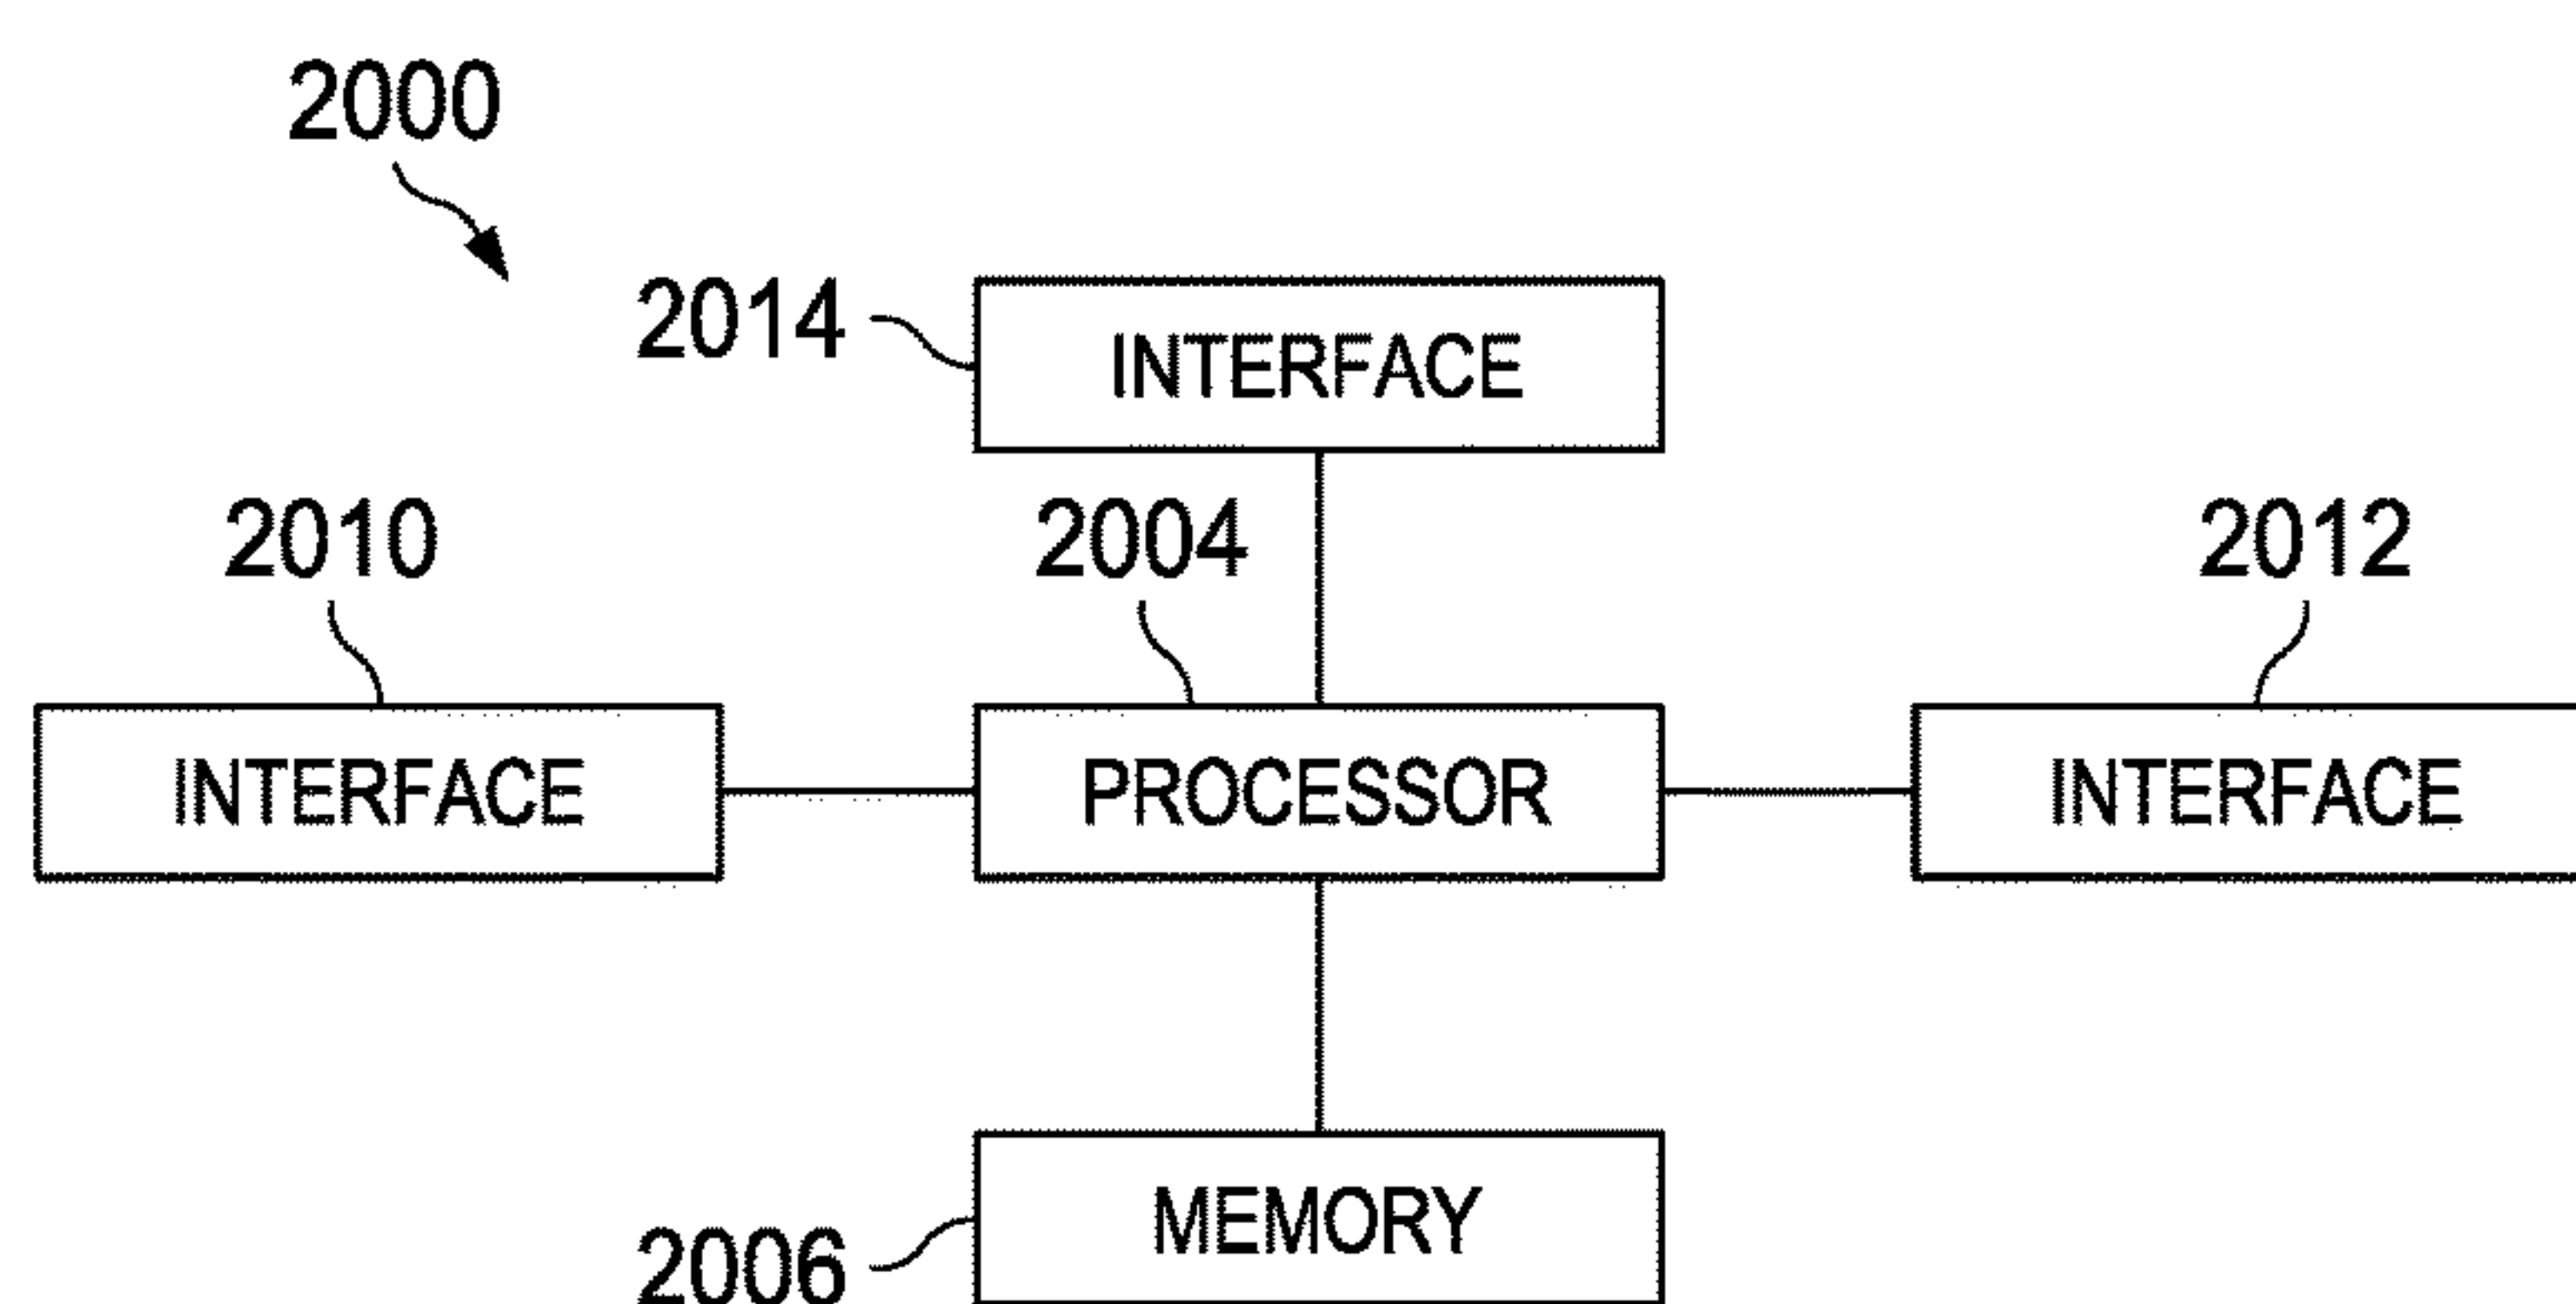 2000
2014
INTERFACE
2010
2004
2012
INTERFACE
PROCESSOR
INTERFACE
MEMORY
2006